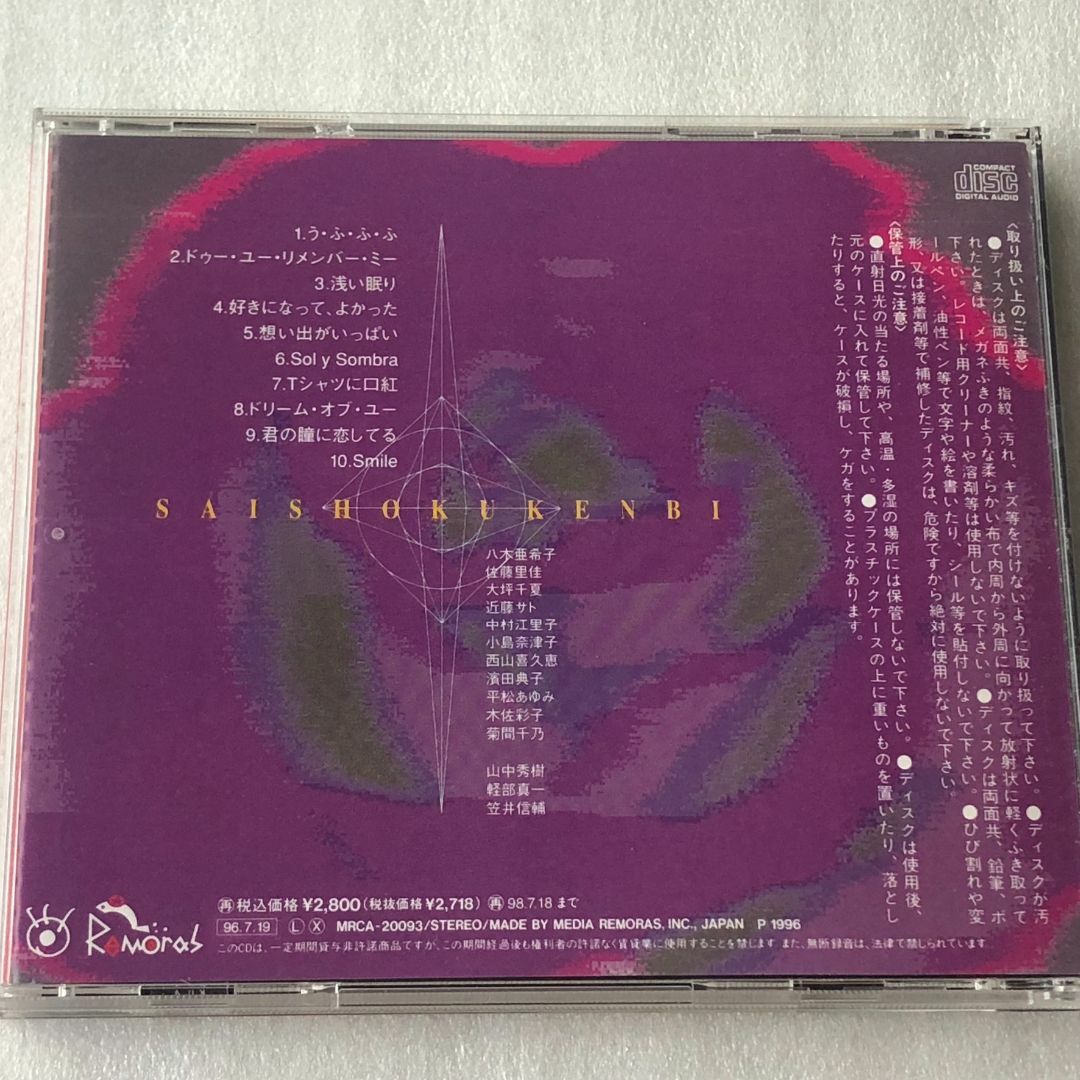 COMPACT
disc
DIGITAL AUDIO
1.う・ふ・ふ・ふ
2.ドゥー・ユー・リメンバー・ミー
3.浅い眠り
4.好きになって、よかった
5.想い出がいっぱい
6.Sol y Sombra
7.Tシャツに口紅
8.ドリーム・オブ・ユー
9.君の瞳に恋してる
10.Smile
SAISHOKUKENBI
八木亜希子
佐藤里佳
大坪千夏
近藤サト
中村江里子
小島奈津子
西山喜久恵
濱田典子
平松あゆみ
木佐彩子
菊間千乃
山中秀樹
軽部真一
笠井信輔
〈取り扱い上のご注意〉
●ディスクは両面共、指紋、汚れ、キズ等を付けないように取り扱って下さい。●ディスクが汚
れたときは、メガネふきのような柔らかい布で内周から外周に向かって放射状に軽くふき取って
下さい。レコード用クリーナーや溶剤等は使用しないで下さい。●ディスクは両面共、鉛筆、ボ
ールペン、油性ペン等で文字や絵を書いたり、シール等を貼付しないで下さい。●ひび割れや変
形、又は接着剤等で補修したディスクは、危険ですから絶対に使用しないで下さい。
〈保管上のご注意〉
●直射日光の当たる場所や、高温・多湿の場所には保管しないで下さい。●ディスクは使用後、
元のケースに入れて保管して下さい。●プラスチックケースの上に重いものを置いたり、落とし
たりすると、ケースが破損し、ケガをすることがあります。
再税込価格¥2,800(税抜価格¥2,718) 再98.7.18まで
96.7.19 L X MRCA-20093/STEREO/MADE BY MEDIA REMORAS, INC., JAPAN P 1996
このCDは、一定期間貸与非許諾商品ですが、この期間経過後も権利者の許諾なく賃貸業に使用することを禁じます。また、無断録音は、法律で禁じられています。
Remoras